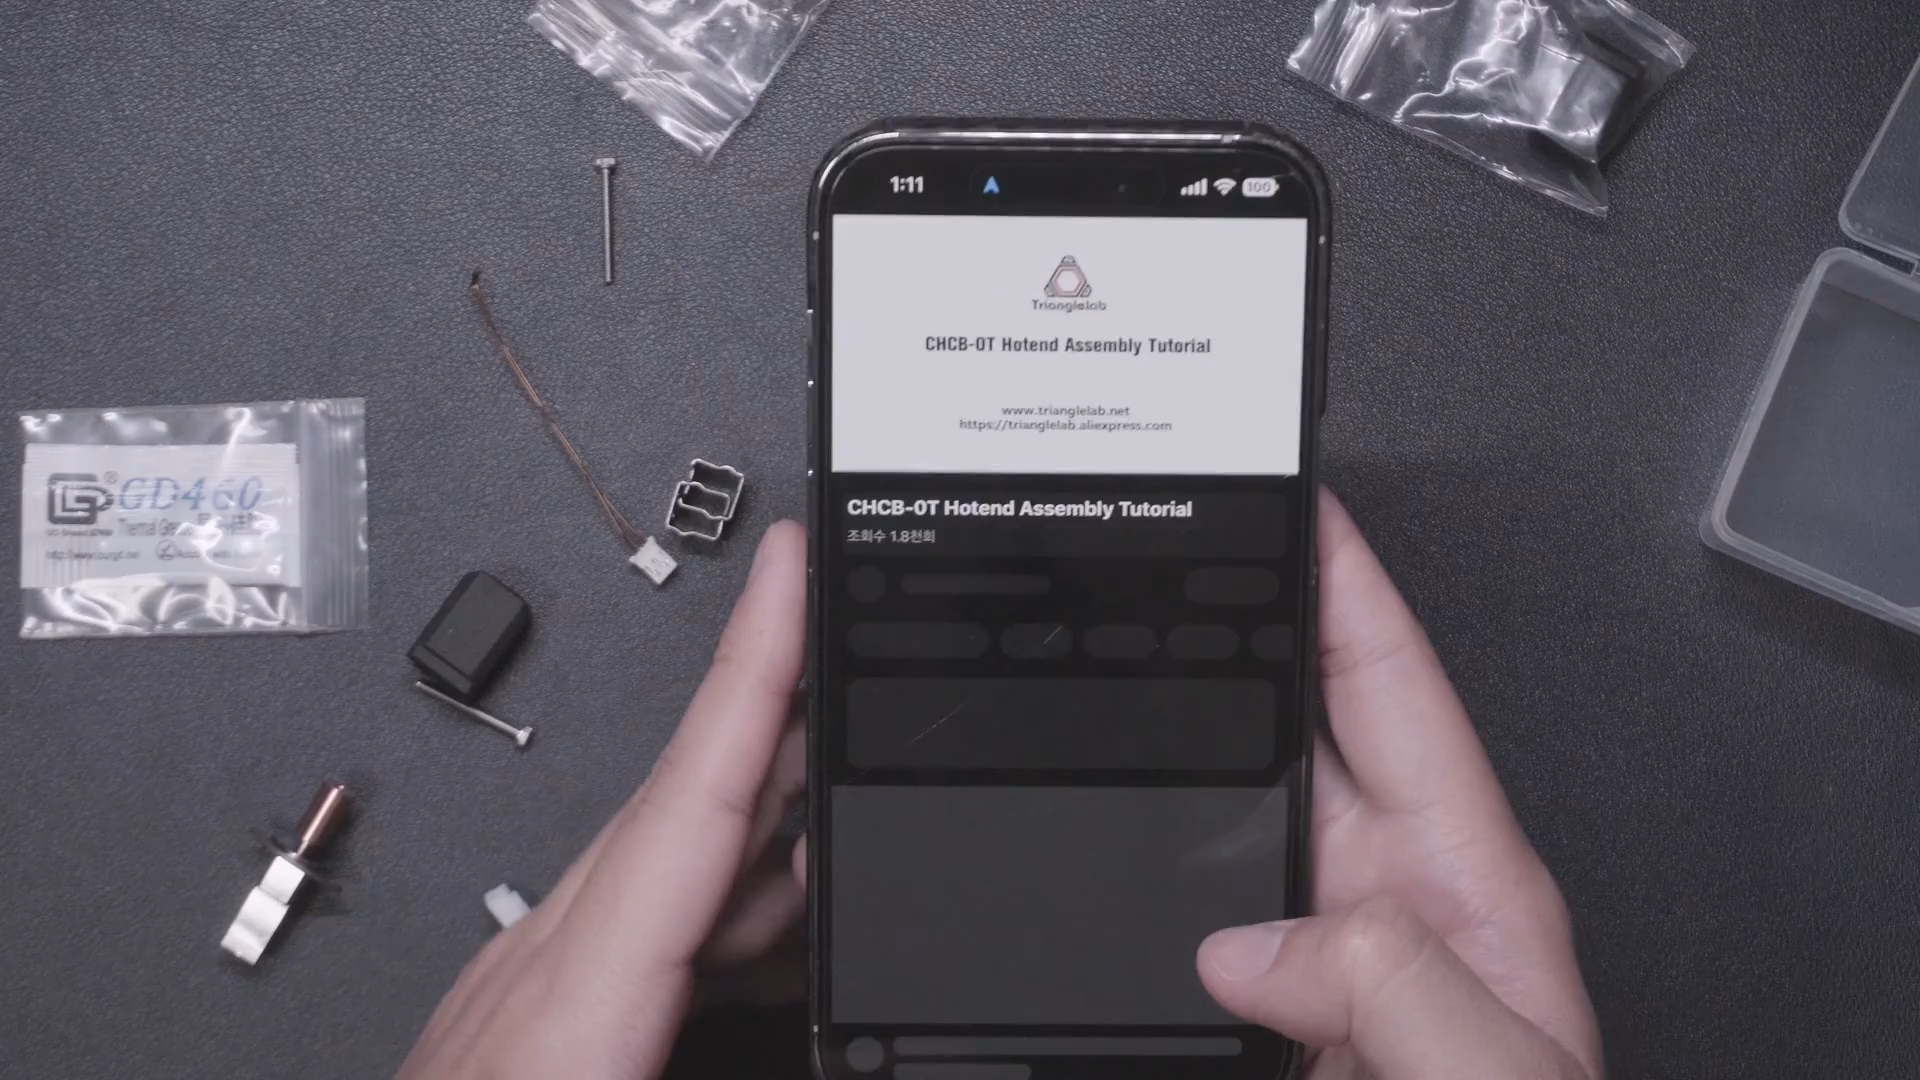 1:11
100
Trianglelab
CHCB-OT Hotend Assembly Tutorial
www.trianglelab.net
https://trianglelab.aliexpress.com
CHCB-OT Hotend Assembly Tutorial
조회수 1.8천회
GD460
Thermal